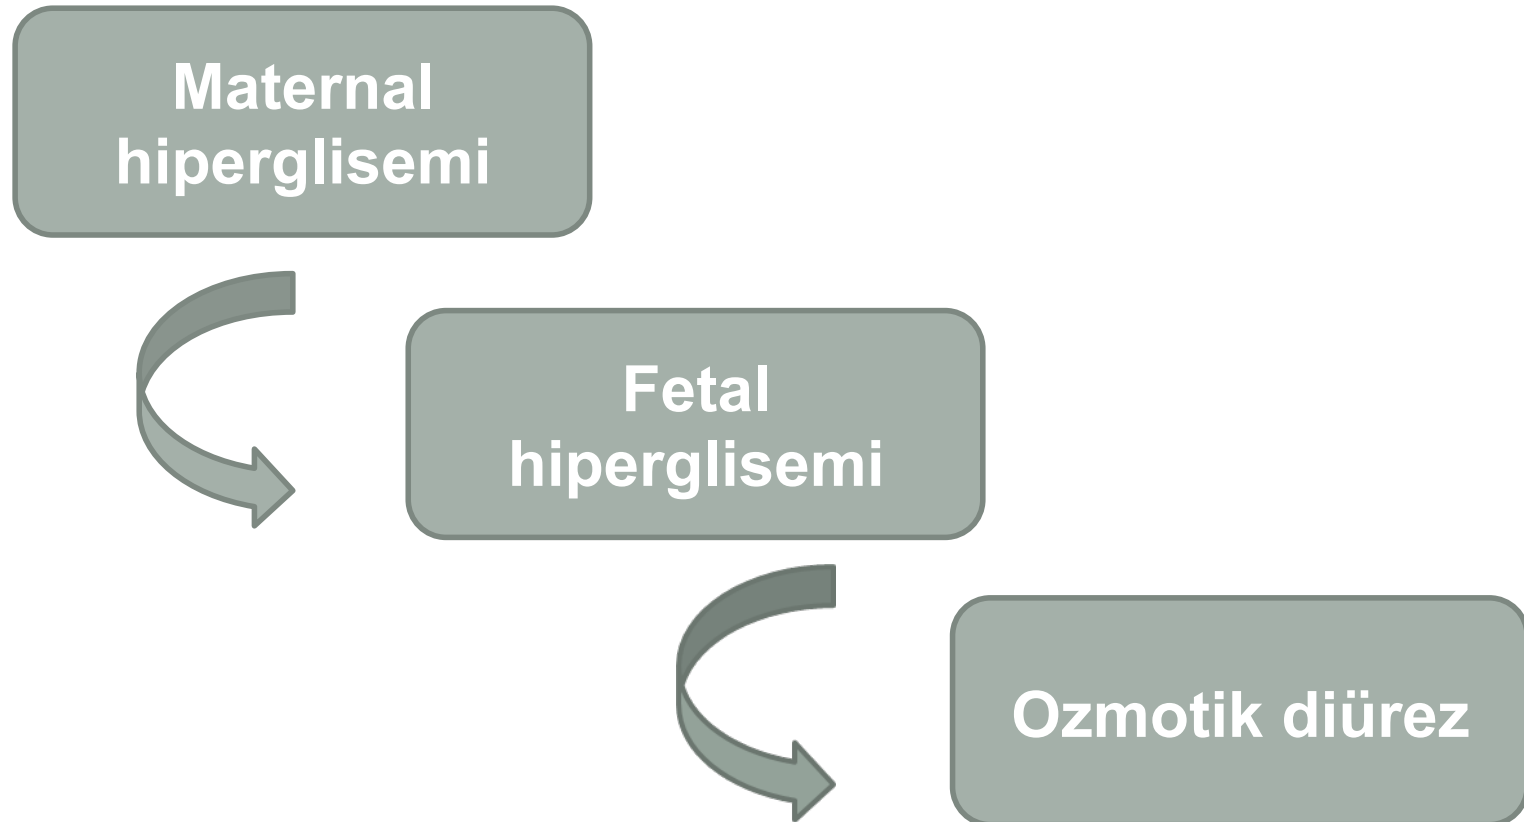 Maternal
hiperglisemi
Fetal
hiperglisemi
Ozmotik diürez